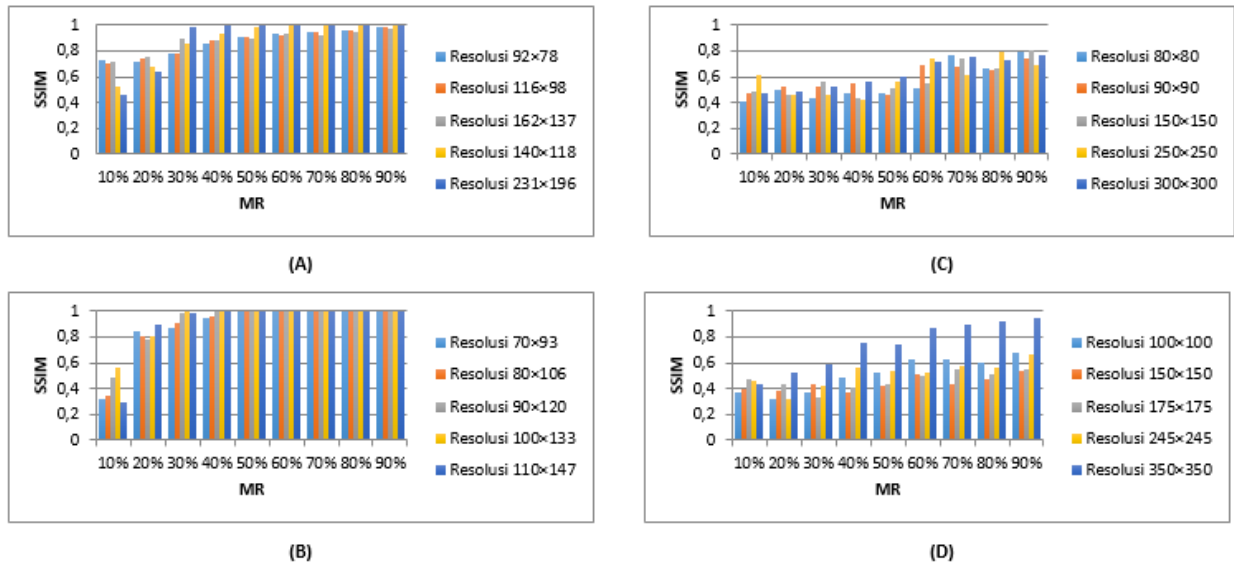 SSIM
1
0,8
0,6
0,4
0,2
0
10% 20% 30% 40% 50% 60% 70% 80% 90%
MR
Resolusi 92×78
Resolusi 116×98
Resolusi 162×137
Resolusi 140×118
Resolusi 231×196
(A)
SSIM
1
0,8
0,6
0,4
0,2
0
10% 20% 30% 40% 50% 60% 70% 80% 90%
MR
Resolusi 80×80
Resolusi 90×90
Resolusi 150×150
Resolusi 250×250
Resolusi 300×300
(C)
SSIM
1
0,8
0,6
0,4
0,2
0
10% 20% 30% 40% 50% 60% 70% 80% 90%
MR
Resolusi 70×93
Resolusi 80×106
Resolusi 90×120
Resolusi 100×133
Resolusi 110×147
(B)
SSIM
1
0,8
0,6
0,4
0,2
0
10% 20% 30% 40% 50% 60% 70% 80% 90%
MR
Resolusi 100×100
Resolusi 150×150
Resolusi 175×175
Resolusi 245×245
Resolusi 350×350
(D)